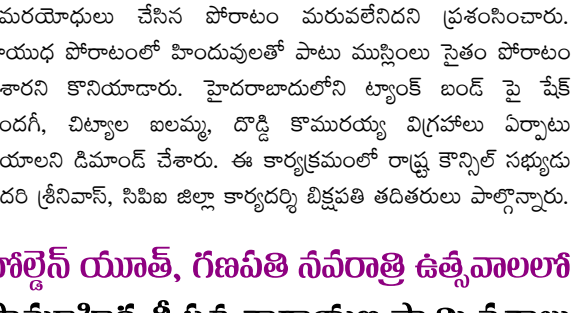 మరయోధులు చేసిన పోరాటం మరువలేనిదని ప్రశంసించారు.
యుధ పోరాటంలో హిందువులతో పాటు ముస్లింలు సైతం పోరాటం
శారని కొనియాడారు. హైదరాబాదులోని ట్యాంక్ బండ్ పై షేక్
ందగీ, చిట్యాల ఐలమ్మ, దొడ్డి కొమురయ్య విగ్రహాలు ఏర్పాటు
యాలని డిమాండ్ చేశారు. ఈ కార్యక్రమంలో రాష్ట్ర కౌన్సిల్ సభ్యుడు
దరి శ్రీనివాస్, సిపిఐ జిల్లా కార్యదర్శి బిక్షపతి తదితరులు పాల్గొన్నారు.
గోల్డెన్ యూత్, గణపతి నవరాత్రి ఉత్సవాలలో